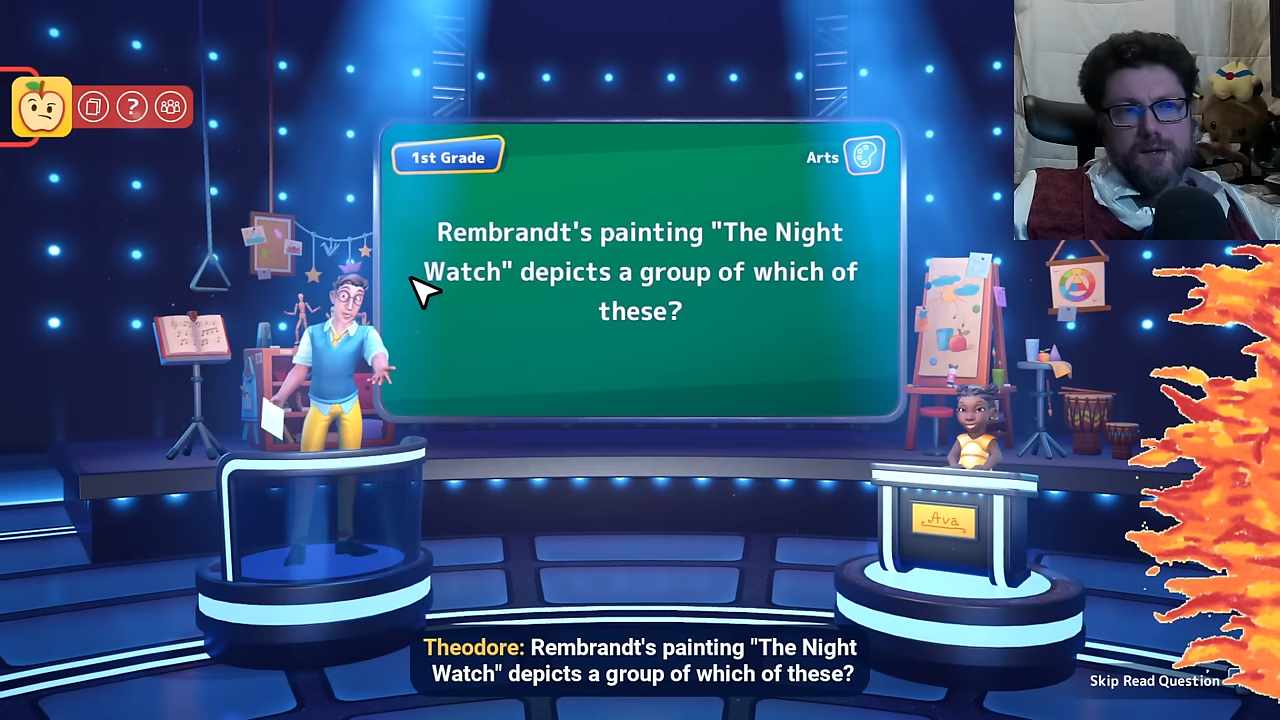 1st Grade
Arts
Rembrandt's painting "The Night
Watch" depicts a group of which of
these?
?
Ava
Theodore: Rembrandt's painting "The Night
Watch" depicts a group of which of these?
Skip Read Question